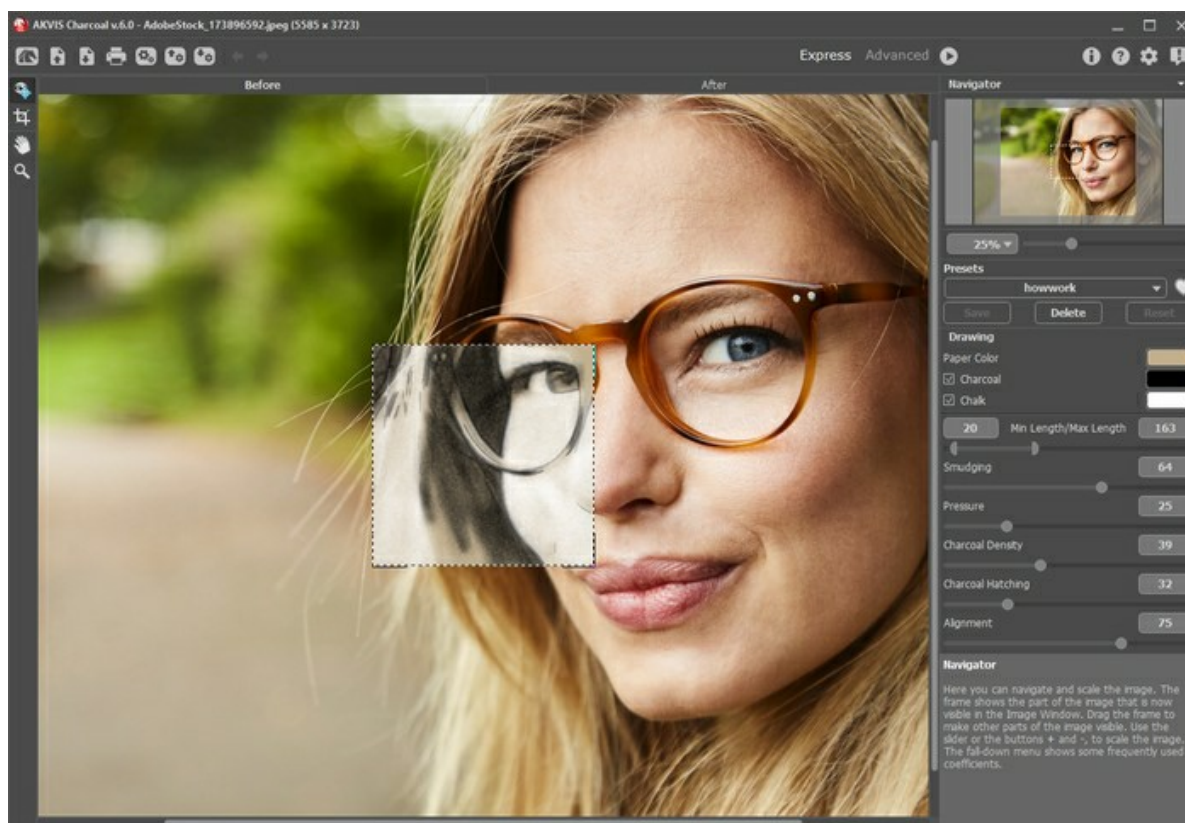 AKVIS Charcoal v.6.0 - AdobeStock_173896592.jpeg (5585 x 3723)
Express Advanced
Before After
Navigator
25%
Presets
howwork
Save Delete Reset
Drawing
Paper Color
Charcoal
Chalk
20 Min Length/Max Length 163
Smudging 64
Pressure 25
Charcoal Density 39
Charcoal Hatching 32
Alignment 75
Navigator
Here you can navigate and scale the image. The
frame shows the part of the image that is now
visible in the Image Window. Drag the frame to
make other parts of the image visible. Use the
slider or the buttons + and -, to scale the image.
The fall-down menu shows some frequently used
coefficients.